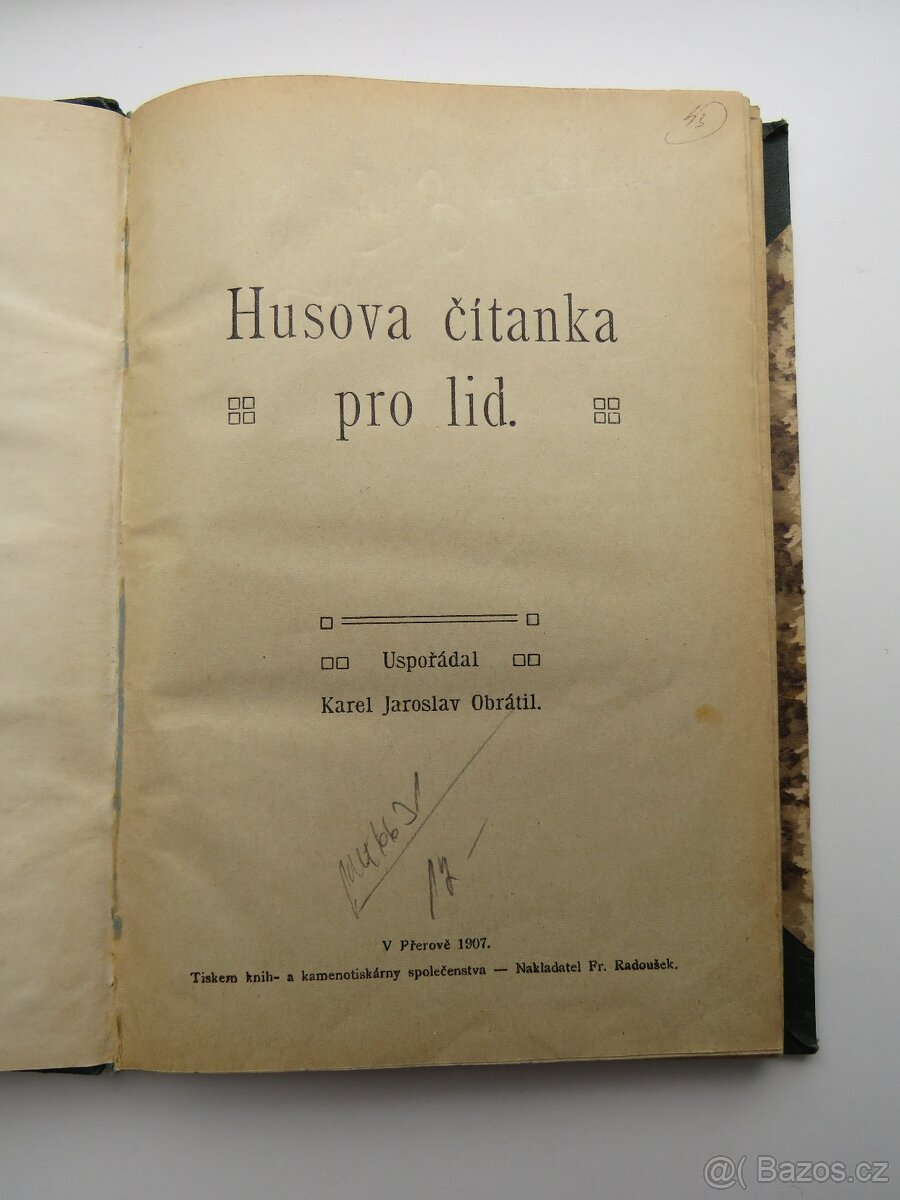 Husova čítanka
pro lid.
Uspořádal
Karel Jaroslav Obrátil.
V Přerově 1907.
Tiskem knih- a kamenotiskárny společenstva — Nakladatel Fr. Radoušek.
@( Bazos.cz